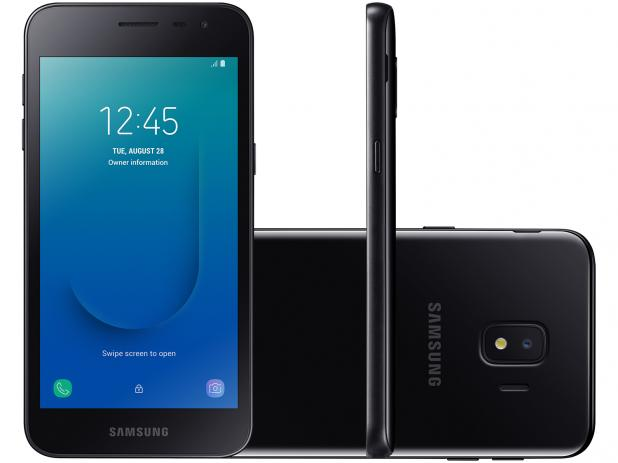 12:45
TUE, AUGUST 28
Owner information
Swipe screen to open
SAMSUNG
SAMSUNG